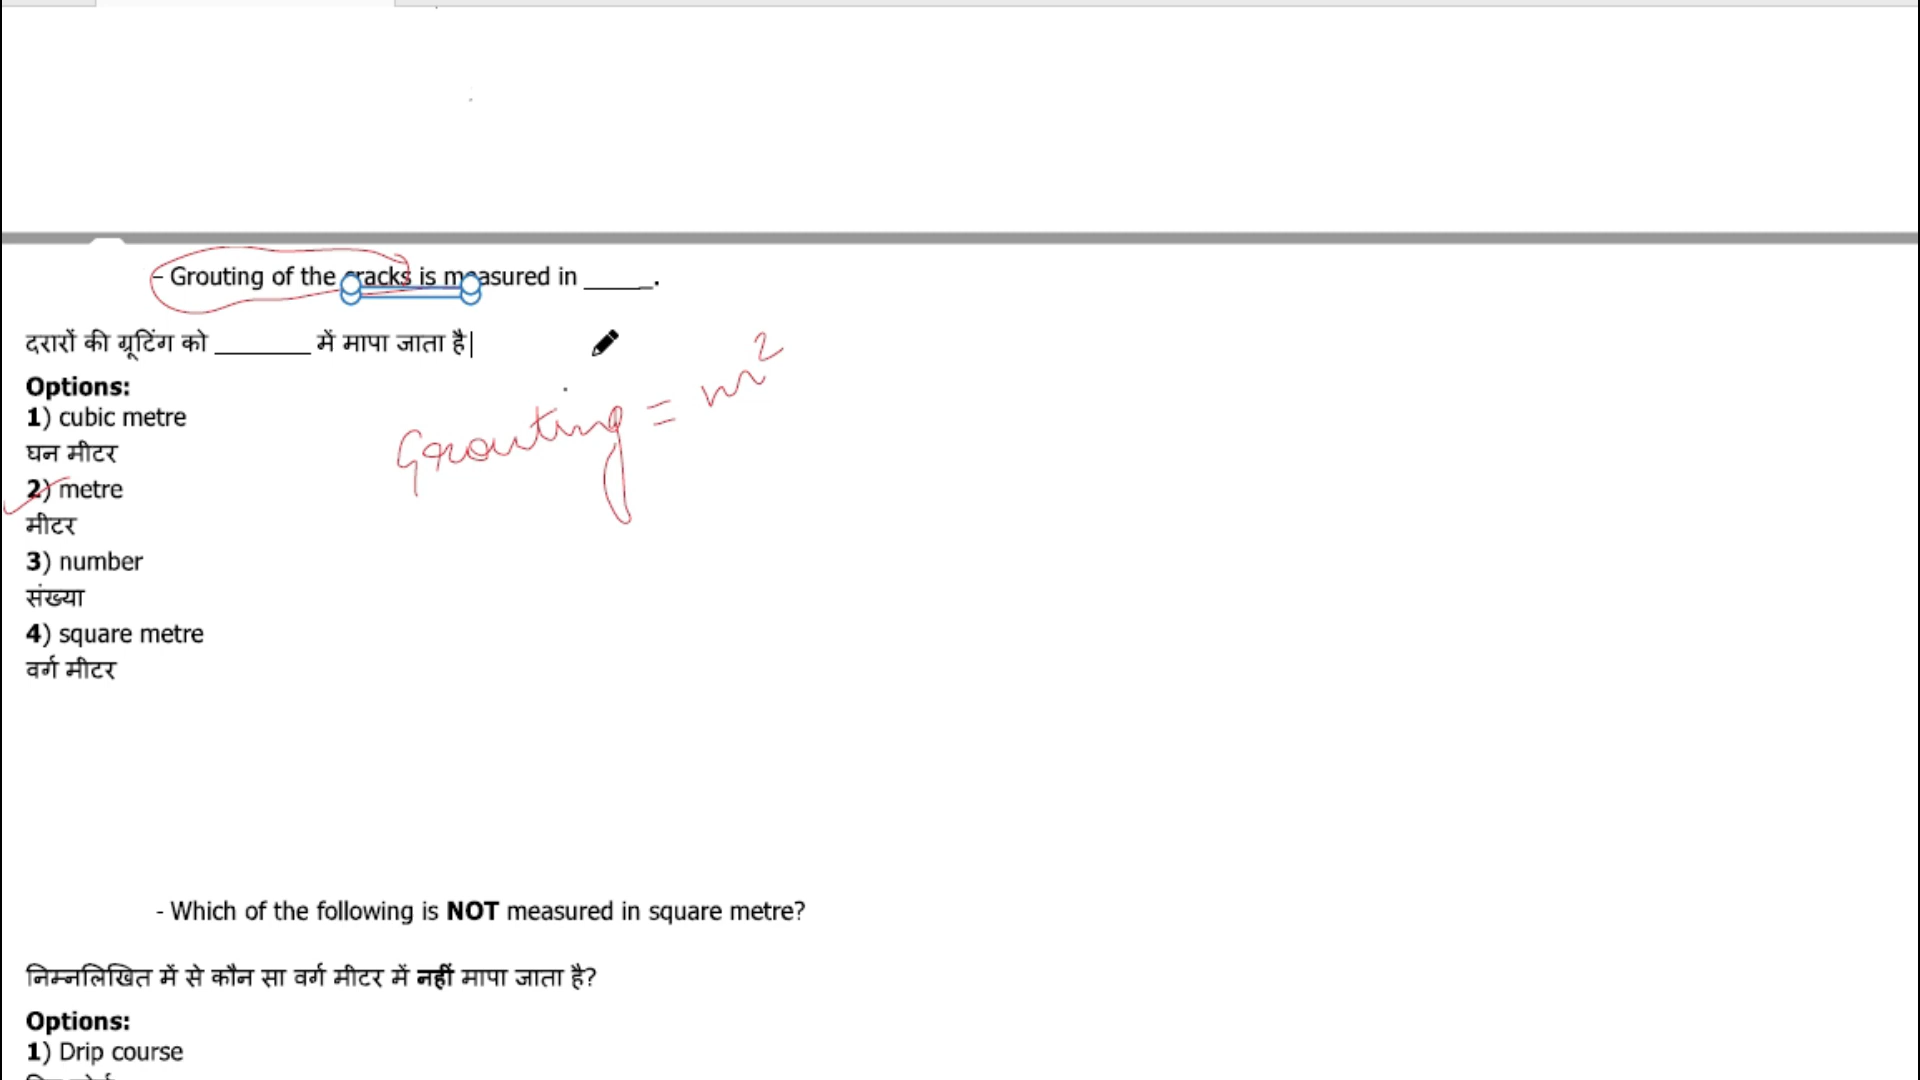 - Grouting of the cracks is measured in _____.
दरारों की ग्रूटिंग को ________ में मापा जाता है|
Options:
1) cubic metre
घन मीटर
2) metre
मीटर
3) number
संख्या
4) square metre
वर्ग मीटर
Grouting = m²
- Which of the following is NOT measured in square metre?
निम्नलिखित में से कौन सा वर्ग मीटर में नहीं मापा जाता है?
Options:
1) Drip course